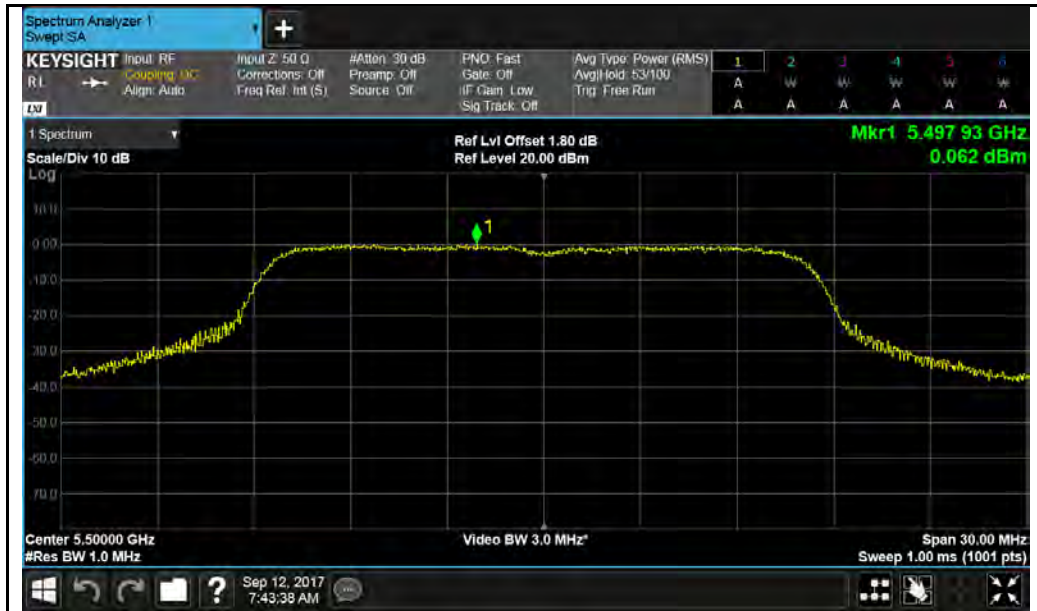 Spectrum Analyzer 1
Swept SA
+
KEYSIGHT Input: RF Input Z: 50 Ω #Atten: 30 dB PNO: Fast Avg Type: Power (RMS) 1 2 3 4 5 6
RL Coupling: DC Corrections: Off Preamp: Off Gate: Off Avg|Hold: 53/100 A W W W W W
Align: Auto Freq Ref: Int (S) Source: Off IF Gain: Low Trig: Free Run
LXI Sig Track: Off A A A A A A
1 Spectrum Ref Lvl Offset 1.80 dB Mkr1 5.497 93 GHz
Scale/Div 10 dB Ref Level 20.00 dBm 0.062 dBm
Log
10.0
1
0.00
-10.0
-20.0
-30.0
-40.0
-50.0
-60.0
-70.0
Center 5.50000 GHz Video BW 3.0 MHz* Span 30.00 MHz
#Res BW 1.0 MHz Sweep 1.00 ms (1001 pts)
? Sep 12, 2017
7:43:38 AM